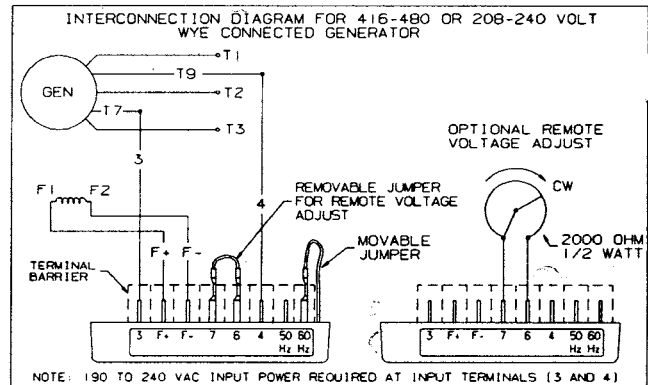 INTERCONNECTION DIAGRAM FOR 416-480 OR 208-240 VOLT
WYE CONNECTED GENERATOR
T1
T9
GEN
T2
T7
T3
OPTIONAL REMOTE
VOLTAGE ADJUST
3
CW
F1
F2
4
REMOVABLE JUMPER
FOR REMOTE VOLTAGE
ADJUST
F+
F-
MOVABLE
JUMPER
2000 OHM
1/2 WATT
TERMINAL
BARRIER
3 F+ F- 7 6 4 50 Hz 60 Hz
3 F+ F- 7 6 4 50 Hz 60 Hz
NOTE: 190 TO 240 VAC INPUT POWER REQUIRED AT INPUT TERMINALS (3 AND 4)